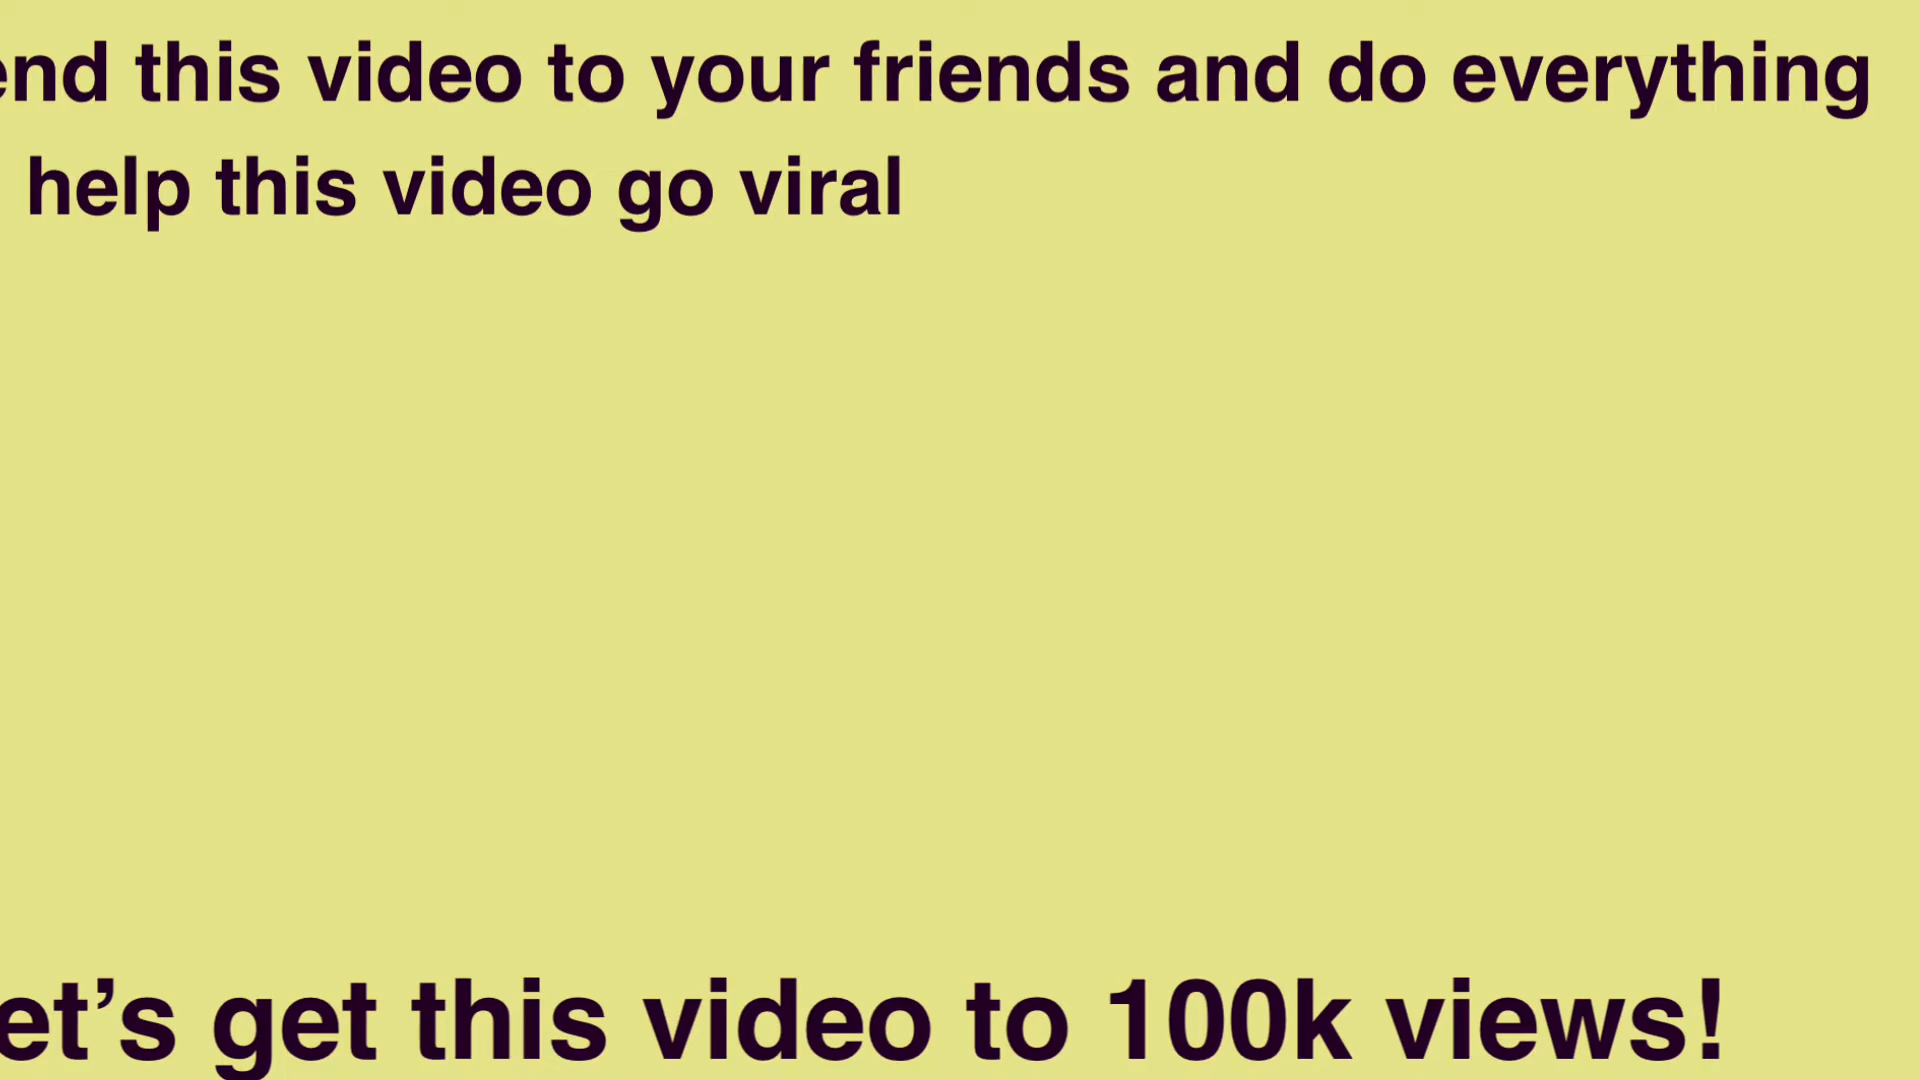 end this video to your friends and do everything
help this video go viral
et’s get this video to 100k views!